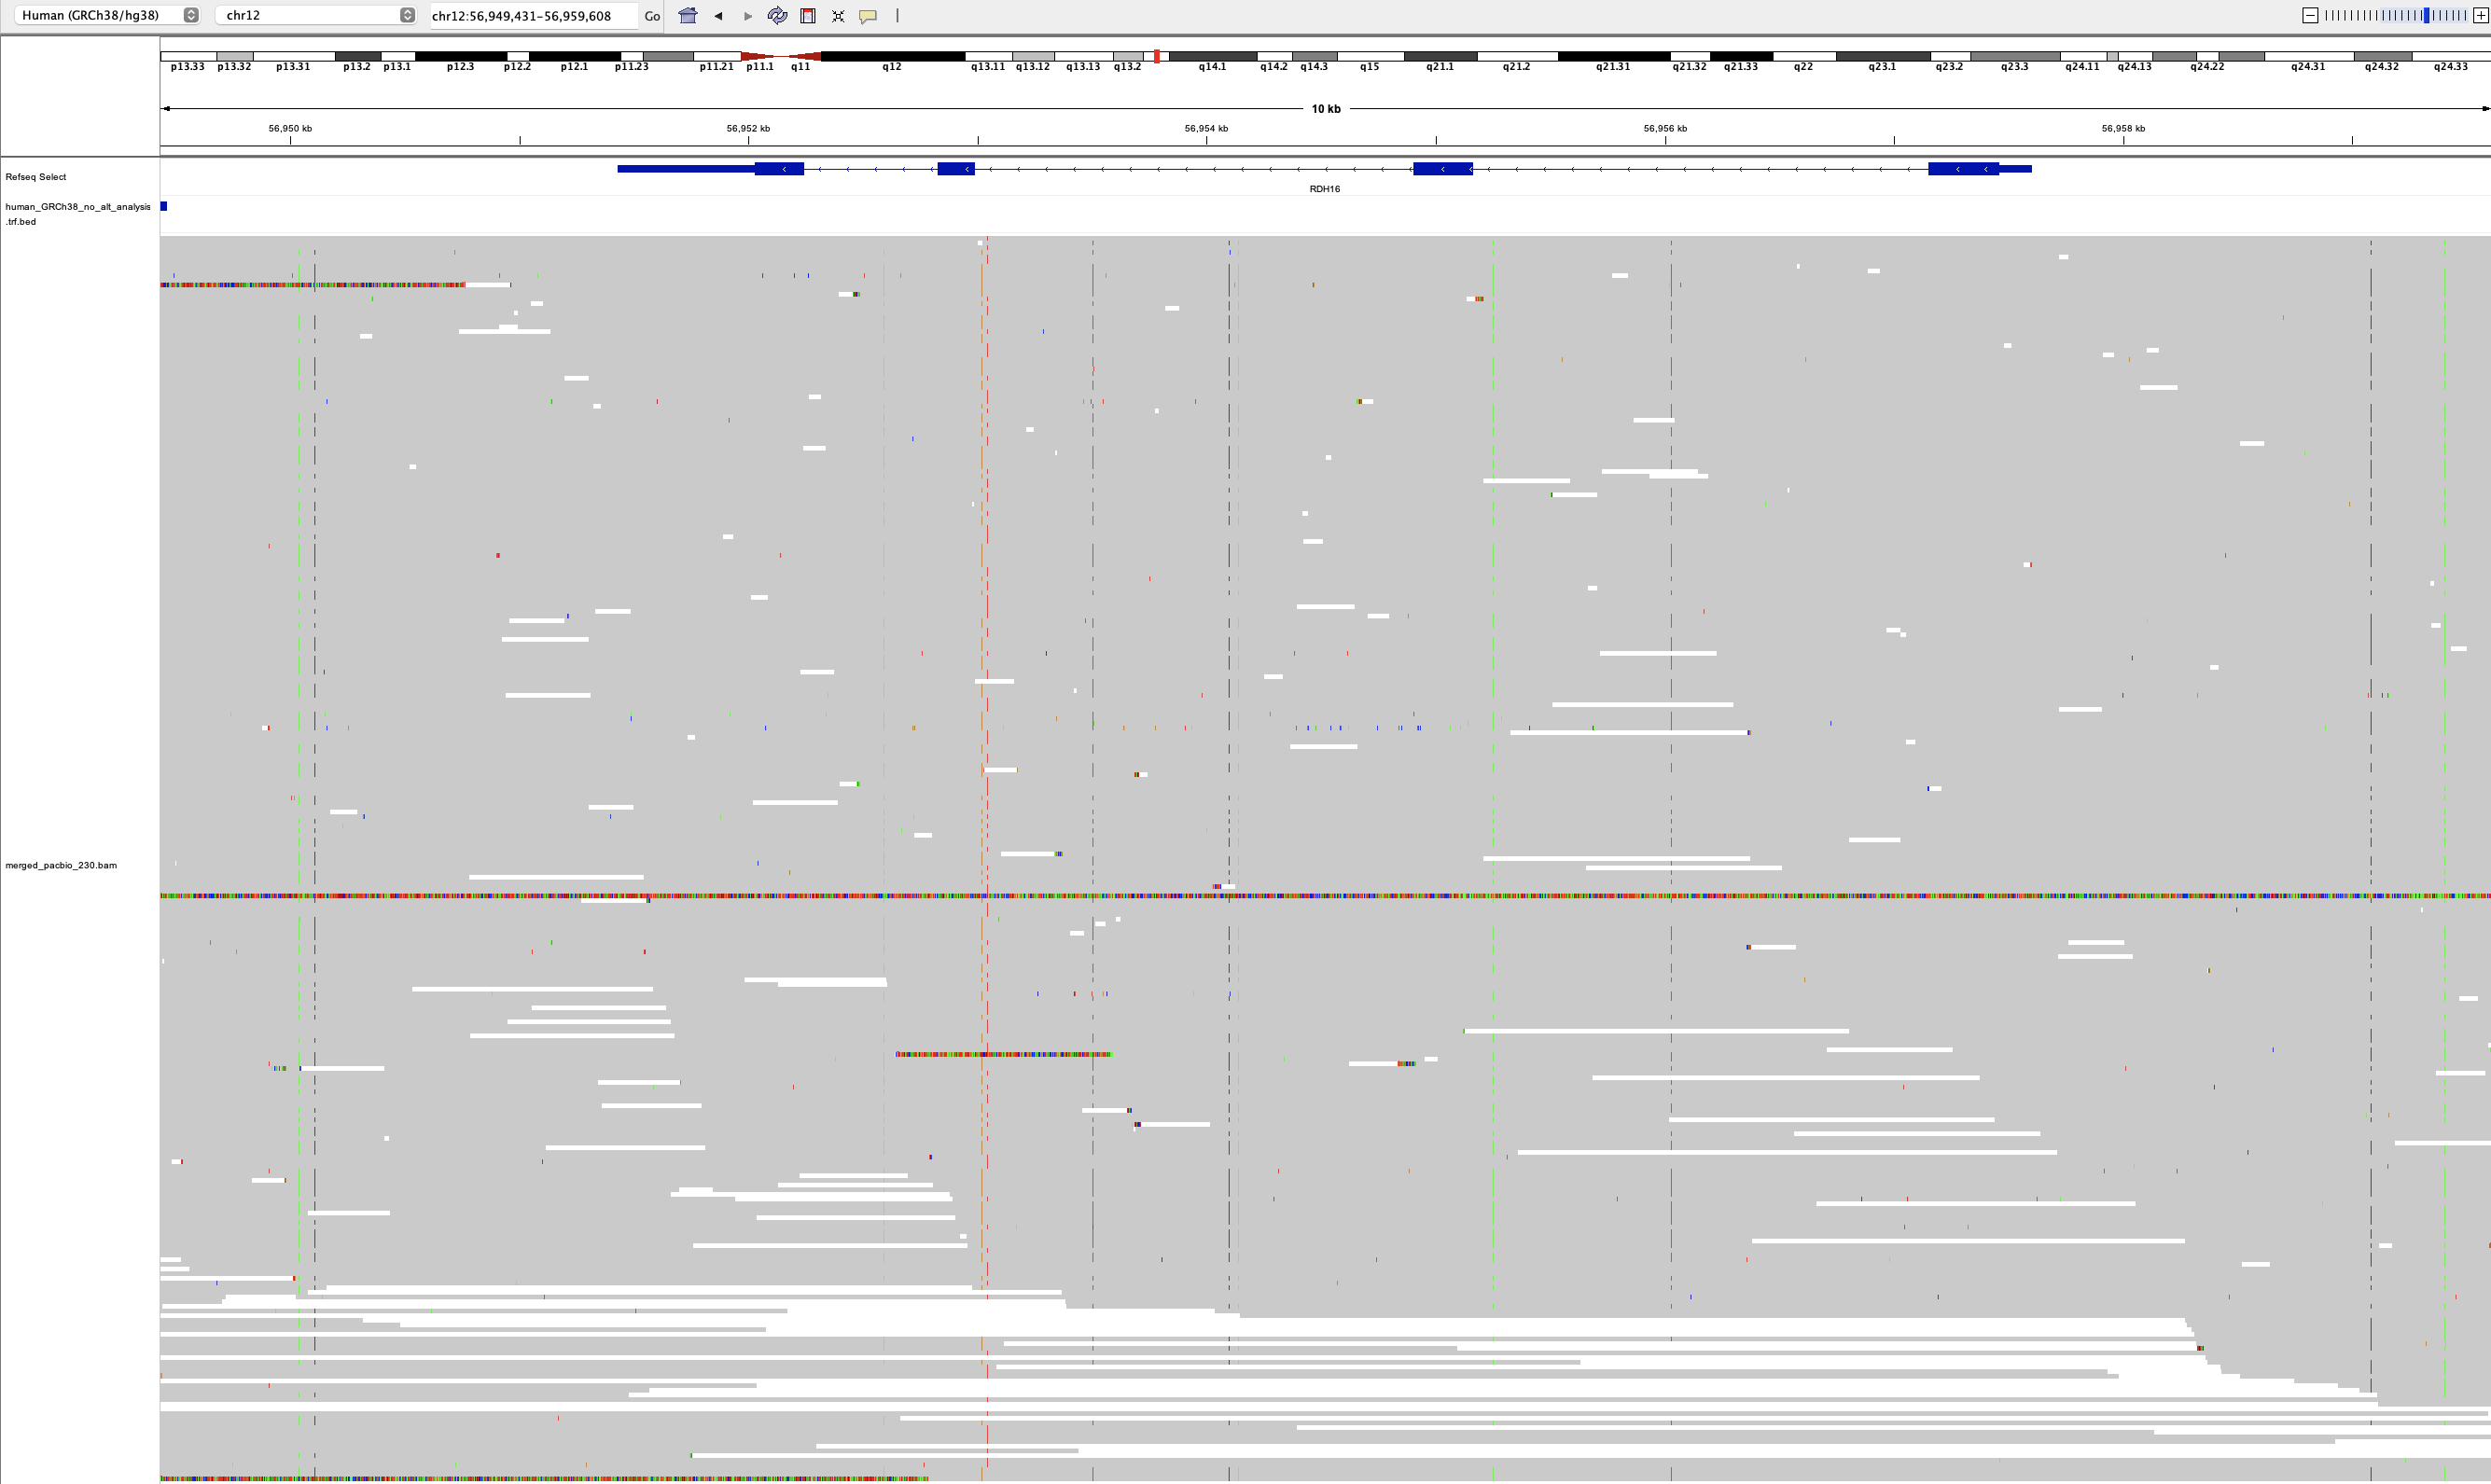 Human (GRCh38/hg38) chr12 chr12:56,949,431-56,959,608 Go
p13.33 p13.32 p13.31 p13.2 p13.1 p12.3 p12.2 p12.1 p11.23 p11.21 p11.1 q11 q12 q13.11 q13.12 q13.13 q13.2 q14.1 q14.2 q14.3 q15 q21.1 q21.2 q21.31 q21.32 q21.33 q22 q23.1 q23.2 q23.3 q24.11 q24.13 q24.22 q24.31 q24.32 q24.33
10 kb
56,950 kb 56,952 kb 56,954 kb 56,956 kb 56,958 kb
Refseq Select
RDH16
human_GRCh38_no_alt_analysis
.trf.bed
merged_pacbio_230.bam